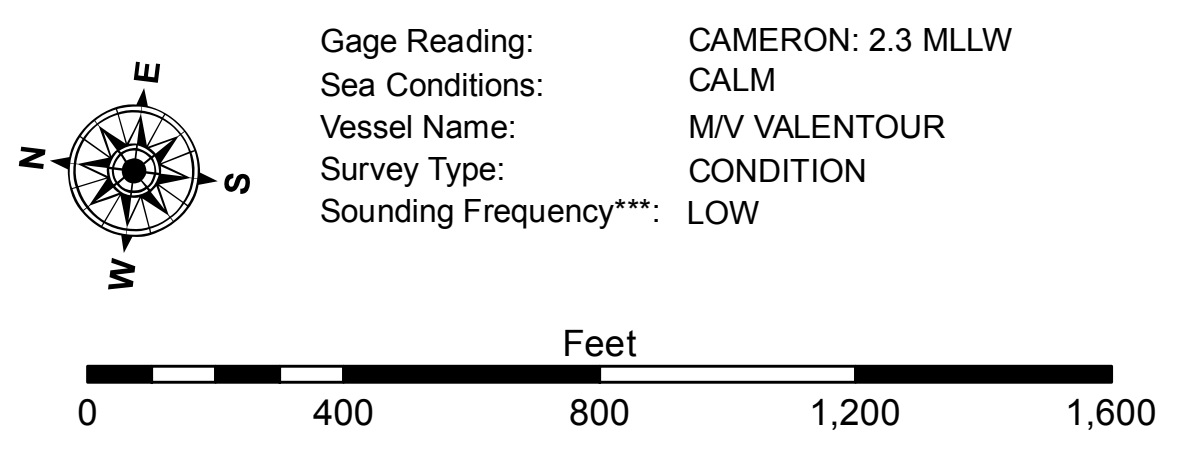 E
N
S
W
Gage Reading: CAMERON: 2.3 MLLW
Sea Conditions: CALM
Vessel Name: M/V VALENTOUR
Survey Type: CONDITION
Sounding Frequency***: LOW
Feet
0 400 800 1,200 1,600